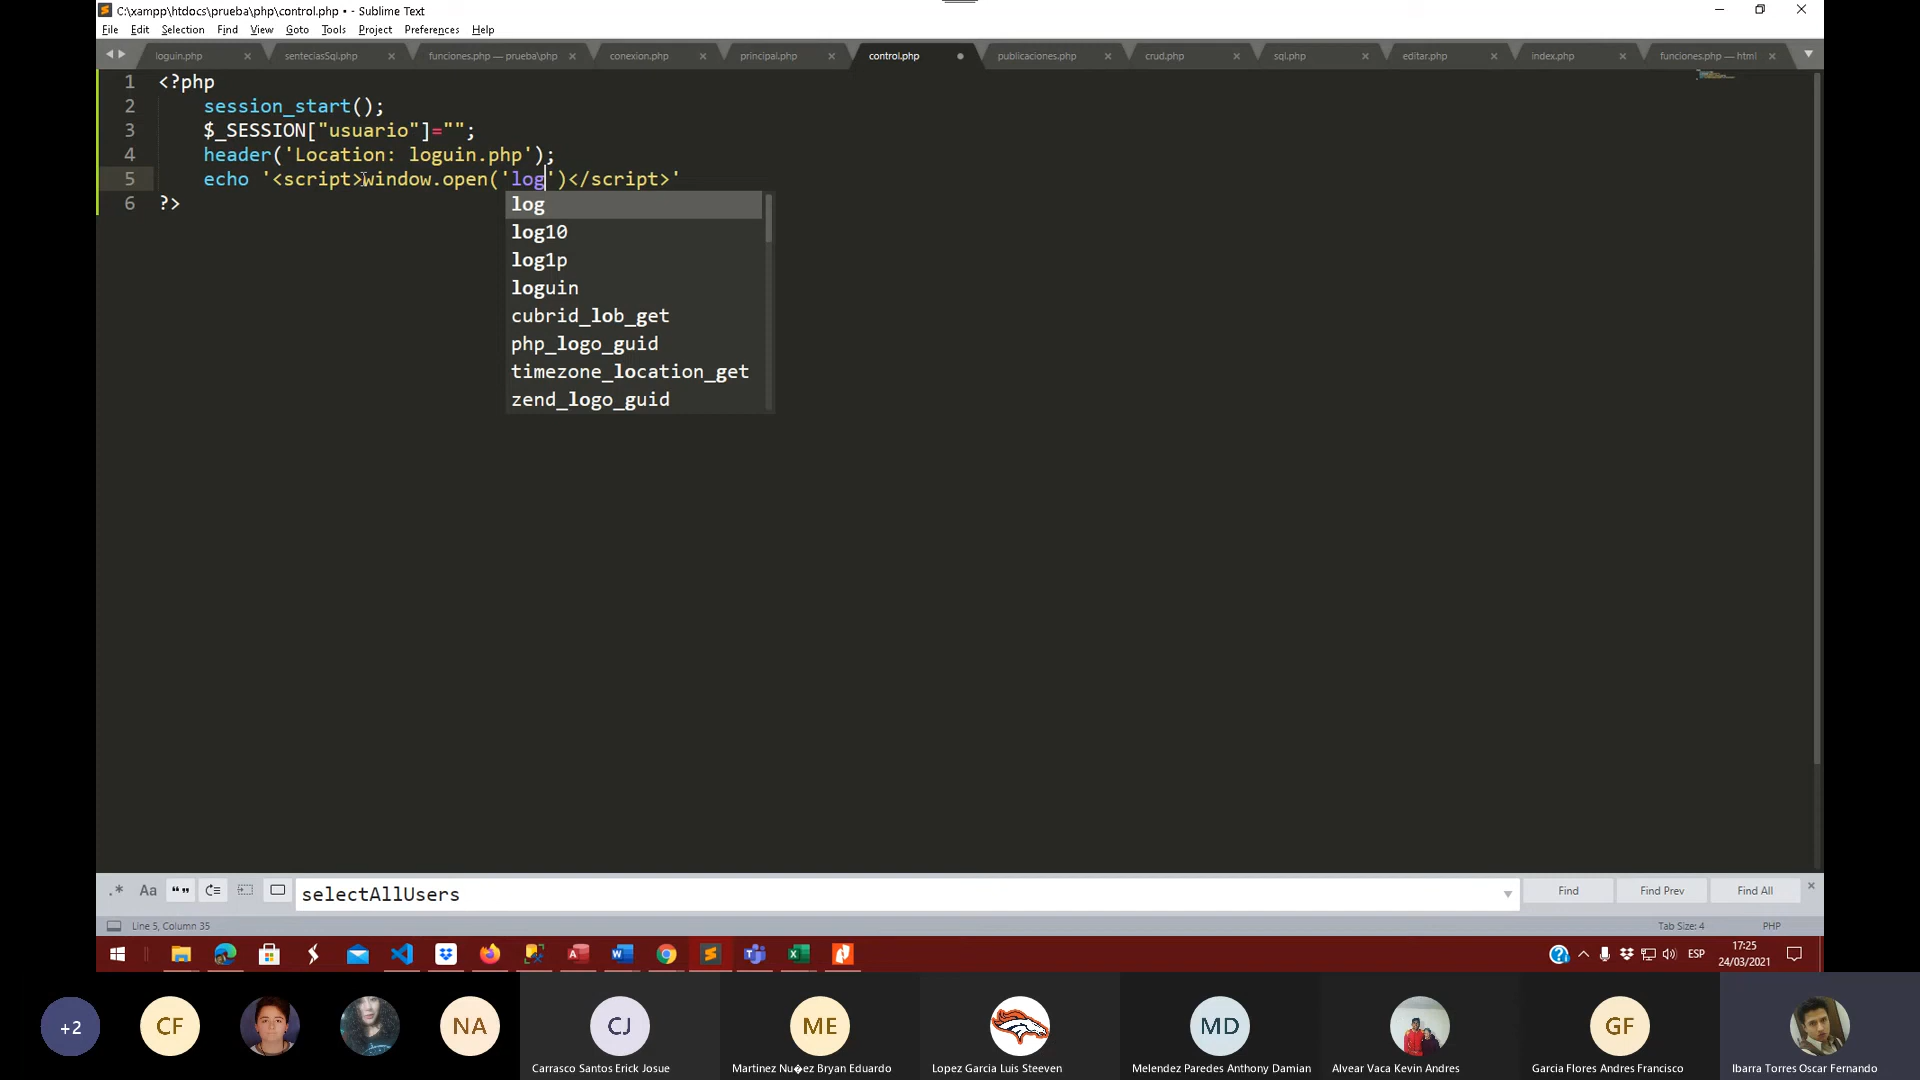 C:\xampp\htdocs\prueba\php\control.php • - Sublime Text
File Edit Selection Find View Goto Tools Project Preferences Help
loguin.php senteciasSql.php funciones.php — prueba\php conexion.php principal.php control.php publicaciones.php crud.php sql.php editar.php index.php funciones.php — html
1 <?php
2 session_start();
3 $_SESSION["usuario"]="";
4 header('Location: loguin.php');
5 echo '<script>window.open('log')</script>'
6 ?>
log
log10
log1p
loguin
cubrid_lob_get
php_logo_guid
timezone_location_get
zend_logo_guid
.* Aa “” selectAllUsers Find Find Prev Find All
Line 5, Column 35 Tab Size: 4 PHP
ESP 17:25
24/03/2021
+2 CF NA CJ ME MD GF
Carrasco Santos Erick Josue Martinez Nu�ez Bryan Eduardo Lopez Garcia Luis Steeven Melendez Paredes Anthony Damian Alvear Vaca Kevin Andres Garcia Flores Andres Francisco Ibarra Torres Oscar Fernando